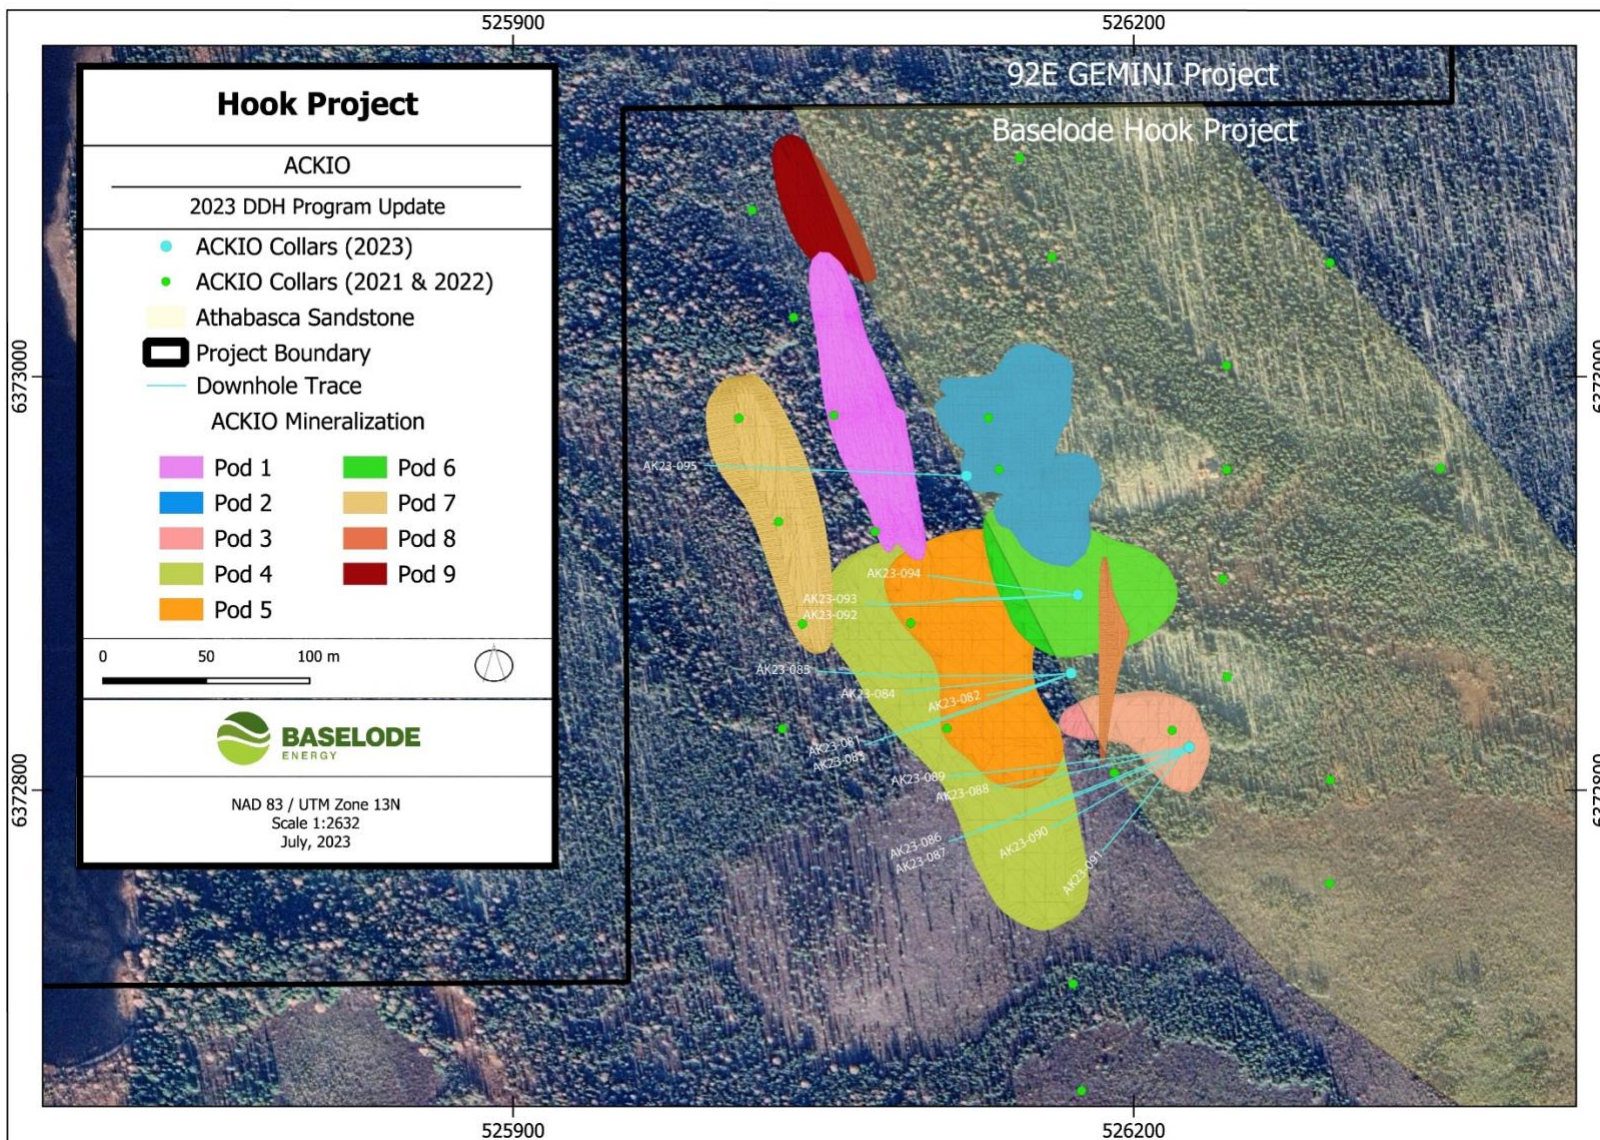 525900
526200
92E GEMINI Project
Baselode Hook Project
Hook Project
ACKIO
2023 DDH Program Update
ACKIO Collars (2023)
ACKIO Collars (2021 & 2022)
Athabasca Sandstone
Project Boundary
Downhole Trace
ACKIO Mineralization
Pod 1
Pod 6
Pod 2
Pod 7
Pod 3
Pod 8
Pod 4
Pod 9
Pod 5
0 50 100 m
BASELODE
ENERGY
NAD 83 / UTM Zone 13N
Scale 1:2632
July, 2023
6373000
6373000
6372800
6372800
AK23-095
AK23-094
AK23-093
AK23-092
AK23-084
AK23-082
AK23-081
AK23-089
AK23-088
AK23-086
AK23-087
AK23-090
AK23-091
525900
526200